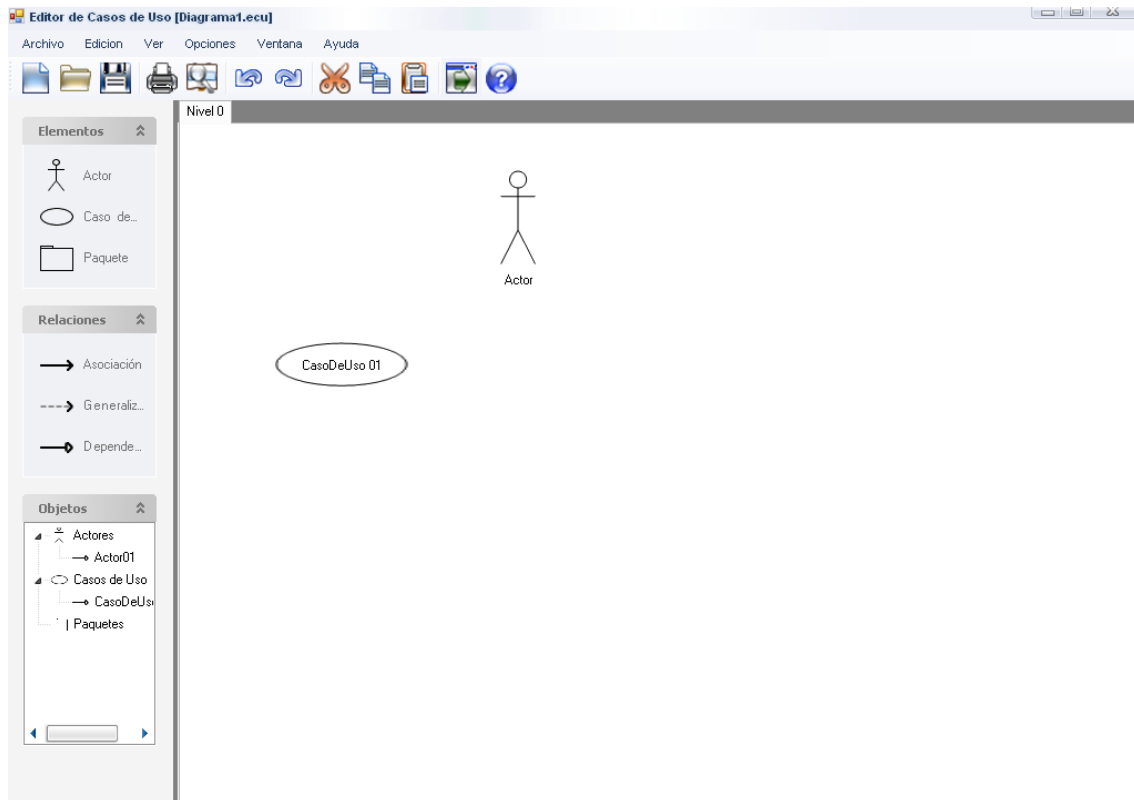 Editor de Casos de Uso [Diagrama1.ecu]
Archivo Edicion Ver Opciones Ventana Ayuda
Nivel 0
Elementos
Actor
Caso de...
Paquete
Relaciones
Asociación
Generaliz...
Depende...
Objetos
Actores
Actor01
Casos de Uso
CasoDeUs
Paquetes
Actor
CasoDeUso 01